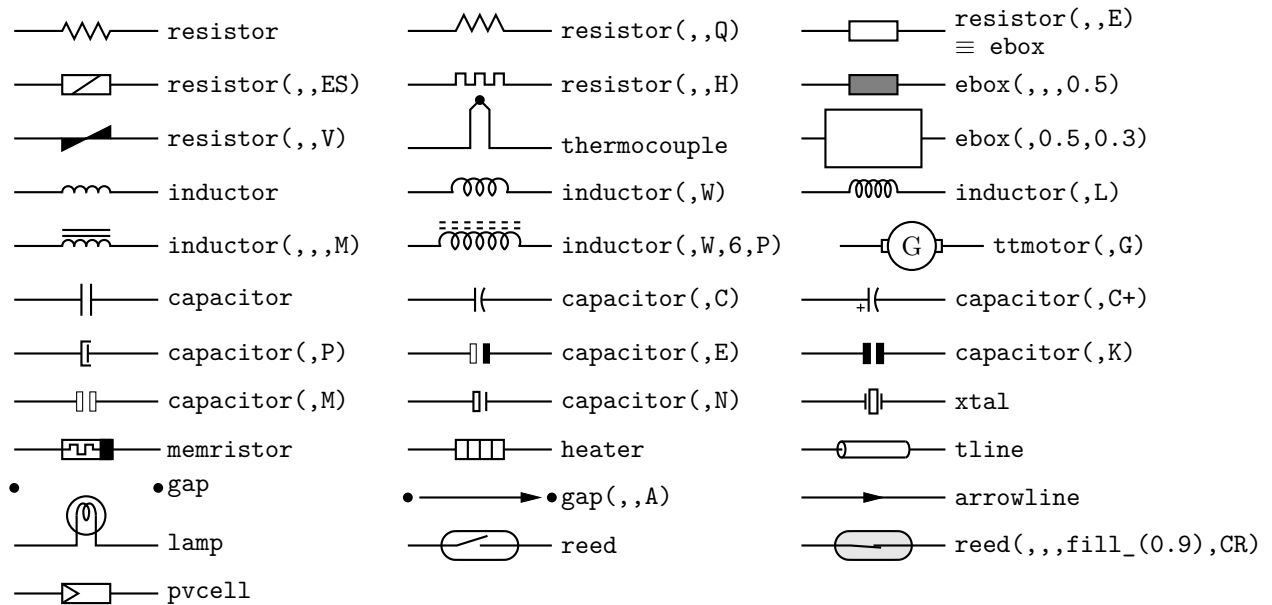 resistor
resistor(,,Q)
resistor(,,E)
≡ ebox
resistor(,,ES)
resistor(,,H)
ebox(,,,0.5)
resistor(,,V)
thermocouple
ebox(,0.5,0.3)
inductor
inductor(,W)
inductor(,L)
inductor(,,,M)
inductor(,W,6,P)
G
ttmotor(,G)
capacitor
capacitor(,C)
+
capacitor(,C+)
capacitor(,P)
capacitor(,E)
capacitor(,K)
capacitor(,M)
capacitor(,N)
xtal
memristor
heater
tline
gap
gap(,,A)
arrowline
lamp
reed
reed(,,,fill_(0.9),CR)
pvcell